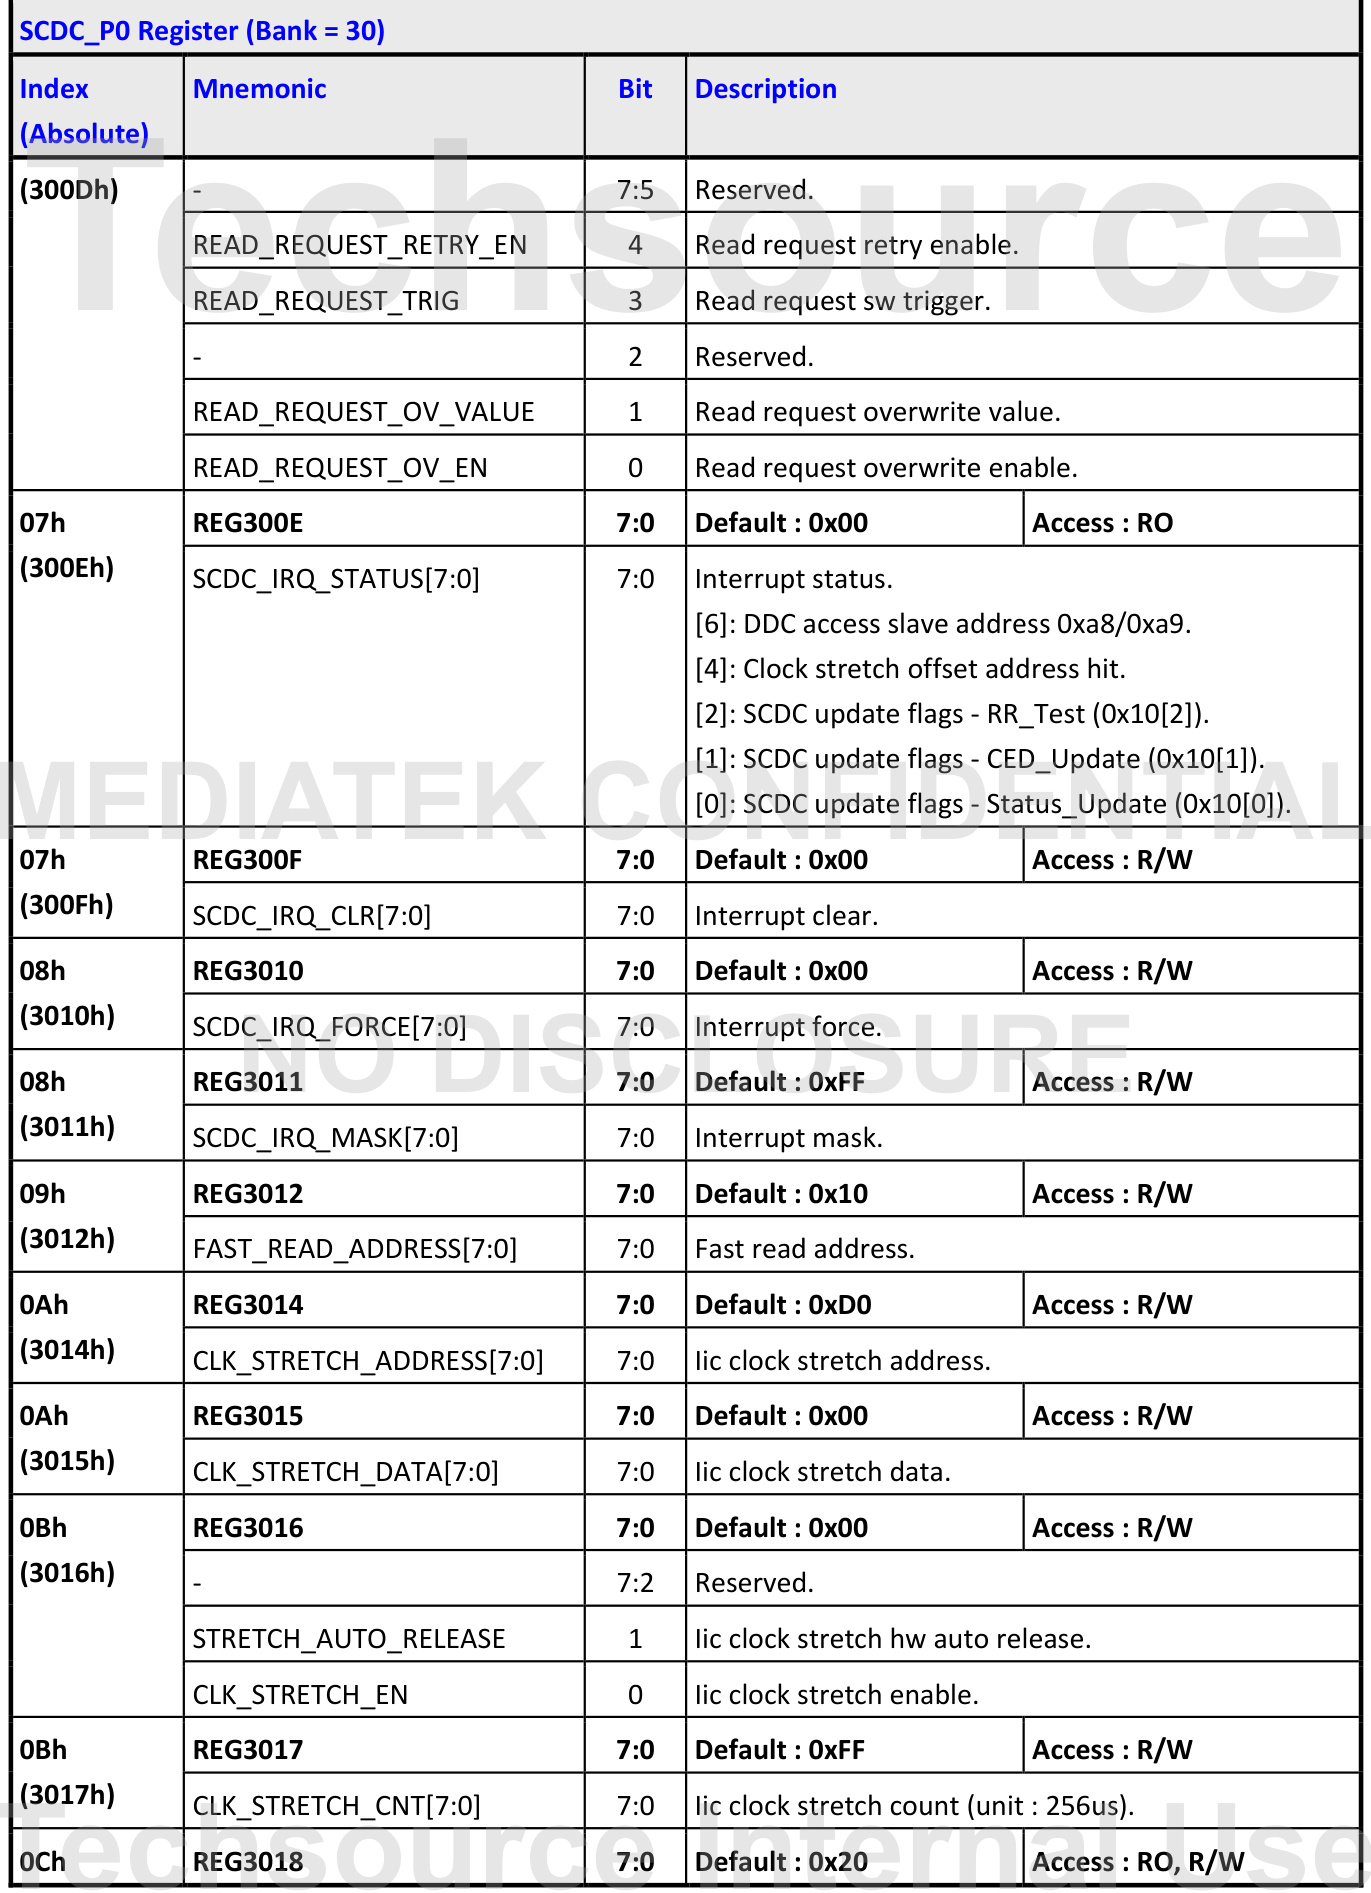 SCDC_P0 Register (Bank = 30)
Index (Absolute) Mnemonic Bit Description
(300Dh) - 7:5 Reserved.
READ_REQUEST_RETRY_EN 4 Read request retry enable.
READ_REQUEST_TRIG 3 Read request sw trigger.
- 2 Reserved.
READ_REQUEST_OV_VALUE 1 Read request overwrite value.
READ_REQUEST_OV_EN 0 Read request overwrite enable.
07h REG300E 7:0 Default : 0x00 Access : RO
(300Eh) SCDC_IRQ_STATUS[7:0] 7:0 Interrupt status.
[6]: DDC access slave address 0xa8/0xa9.
[4]: Clock stretch offset address hit.
[2]: SCDC update flags - RR_Test (0x10[2]).
[1]: SCDC update flags - CED_Update (0x10[1]).
[0]: SCDC update flags - Status_Update (0x10[0]).
07h REG300F 7:0 Default : 0x00 Access : R/W
(300Fh) SCDC_IRQ_CLR[7:0] 7:0 Interrupt clear.
08h REG3010 7:0 Default : 0x00 Access : R/W
(3010h) SCDC_IRQ_FORCE[7:0] 7:0 Interrupt force.
08h REG3011 7:0 Default : 0xFF Access : R/W
(3011h) SCDC_IRQ_MASK[7:0] 7:0 Interrupt mask.
09h REG3012 7:0 Default : 0x10 Access : R/W
(3012h) FAST_READ_ADDRESS[7:0] 7:0 Fast read address.
0Ah REG3014 7:0 Default : 0xD0 Access : R/W
(3014h) CLK_STRETCH_ADDRESS[7:0] 7:0 Iic clock stretch address.
0Ah REG3015 7:0 Default : 0x00 Access : R/W
(3015h) CLK_STRETCH_DATA[7:0] 7:0 Iic clock stretch data.
0Bh REG3016 7:0 Default : 0x00 Access : R/W
(3016h) - 7:2 Reserved.
STRETCH_AUTO_RELEASE 1 Iic clock stretch hw auto release.
CLK_STRETCH_EN 0 Iic clock stretch enable.
0Bh REG3017 7:0 Default : 0xFF Access : R/W
(3017h) CLK_STRETCH_CNT[7:0] 7:0 Iic clock stretch count (unit : 256us).
0Ch REG3018 7:0 Default : 0x20 Access : RO, R/W
Techsource
MEDIATEK CONFIDENTIAL
NO DISCLOSURE
Techsource Internal Use